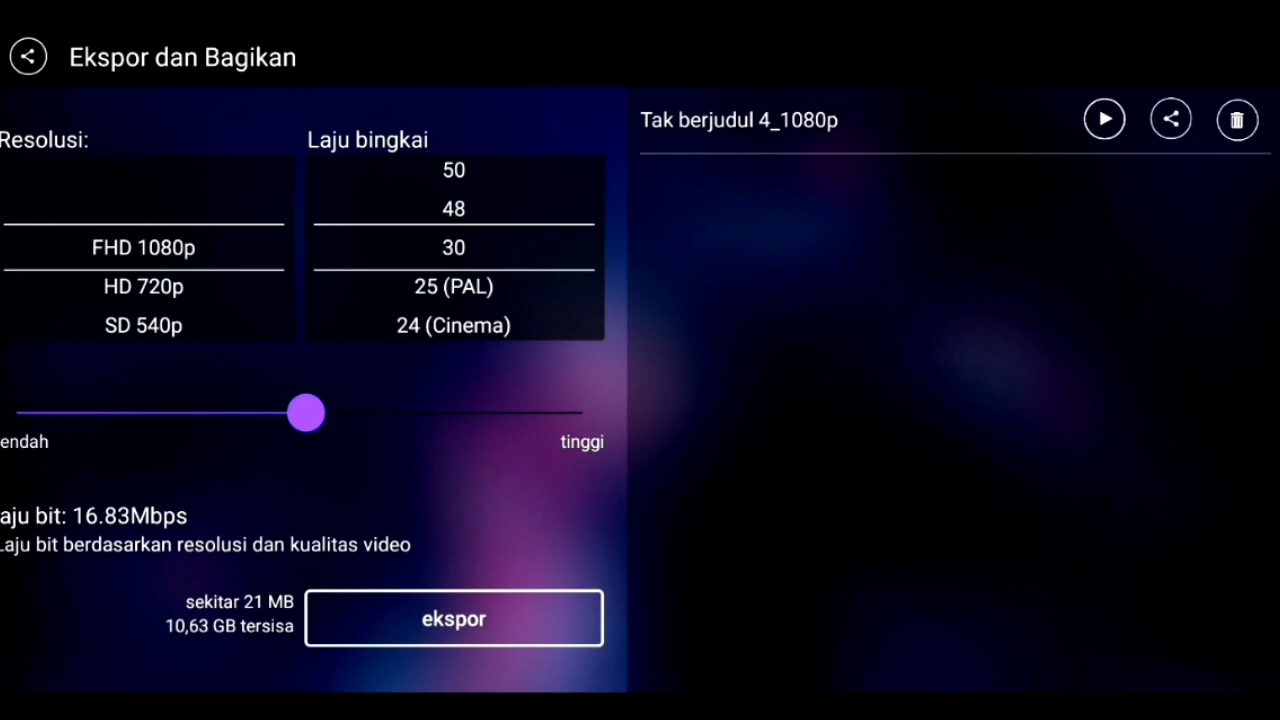 Ekspor dan Bagikan
Resolusi:
FHD 1080p
HD 720p
SD 540p
Laju bingkai
50
48
30
25 (PAL)
24 (Cinema)
endah
tinggi
aju bit: 16.83Mbps
Laju bit berdasarkan resolusi dan kualitas video
sekitar 21 MB
10,63 GB tersisa
ekspor
Tak berjudul 4_1080p